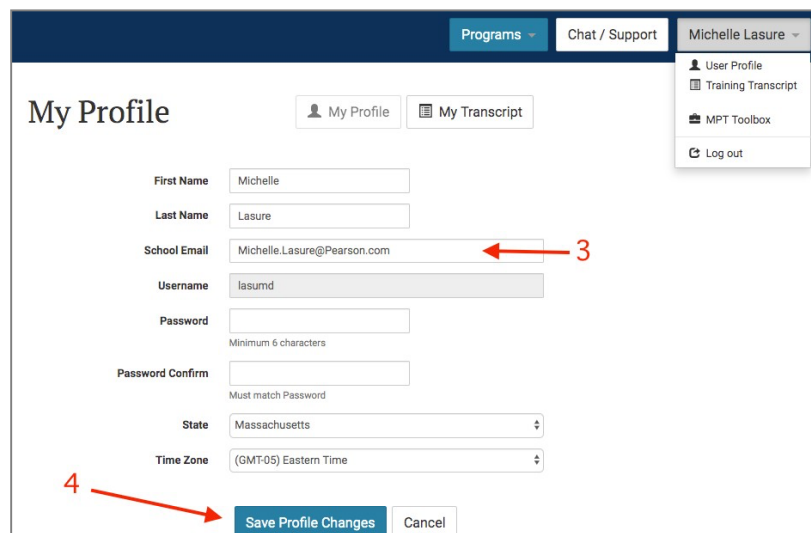 Programs
Chat / Support
Michelle Lasure
User Profile
Training Transcript
MPT Toolbox
Log out
My Profile
My Profile
My Transcript
First Name Michelle
Last Name Lasure
School Email Michelle.Lasure@Pearson.com 3
Username lasumd
Password
Minimum 6 characters
Password Confirm
Must match Password
State Massachusetts
Time Zone (GMT-05) Eastern Time
4
Save Profile Changes Cancel